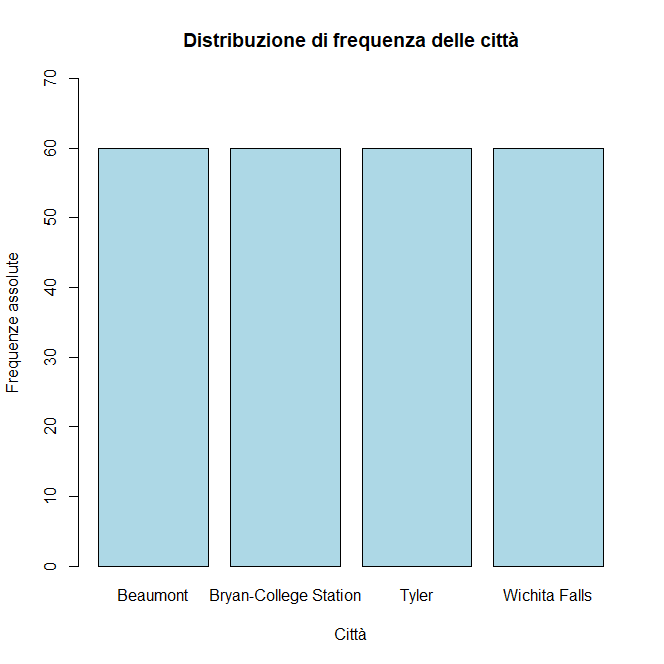 Distribuzione di frequenza delle città
70
60
50
40
30
20
10
0
Frequenze assolute
Beaumont Bryan-College Station Tyler Wichita Falls
Città